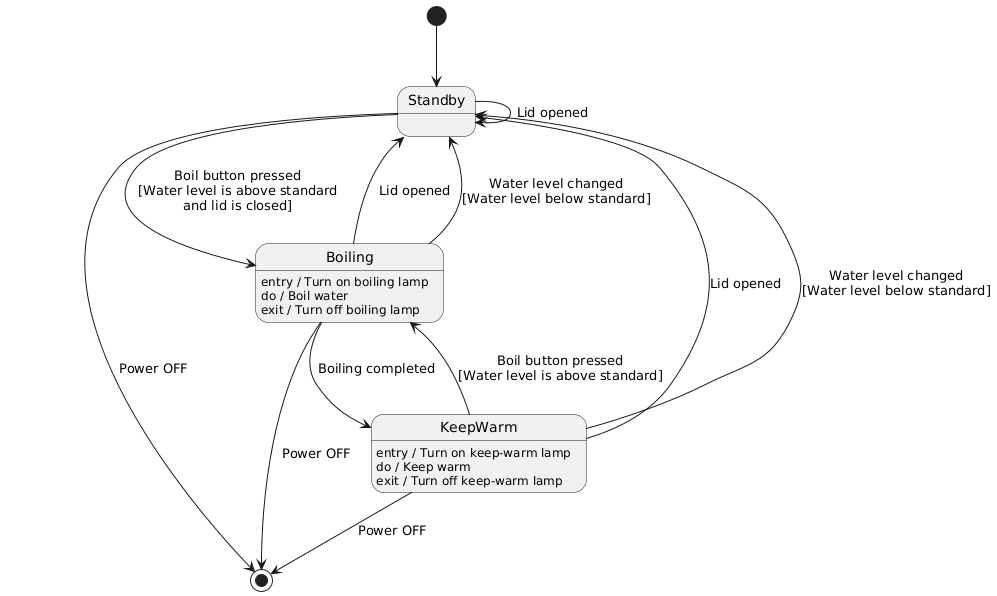 Standby
Lid opened
Boil button pressed
[Water level is above standard
and lid is closed]
Lid opened
Water level changed
[Water level below standard]
Boiling
entry / Turn on boiling lamp
do / Boil water
exit / Turn off boiling lamp
Lid opened
Water level changed
[Water level below standard]
Power OFF
Boiling completed
Boil button pressed
[Water level is above standard]
KeepWarm
entry / Turn on keep-warm lamp
do / Keep warm
exit / Turn off keep-warm lamp
Power OFF
Power OFF